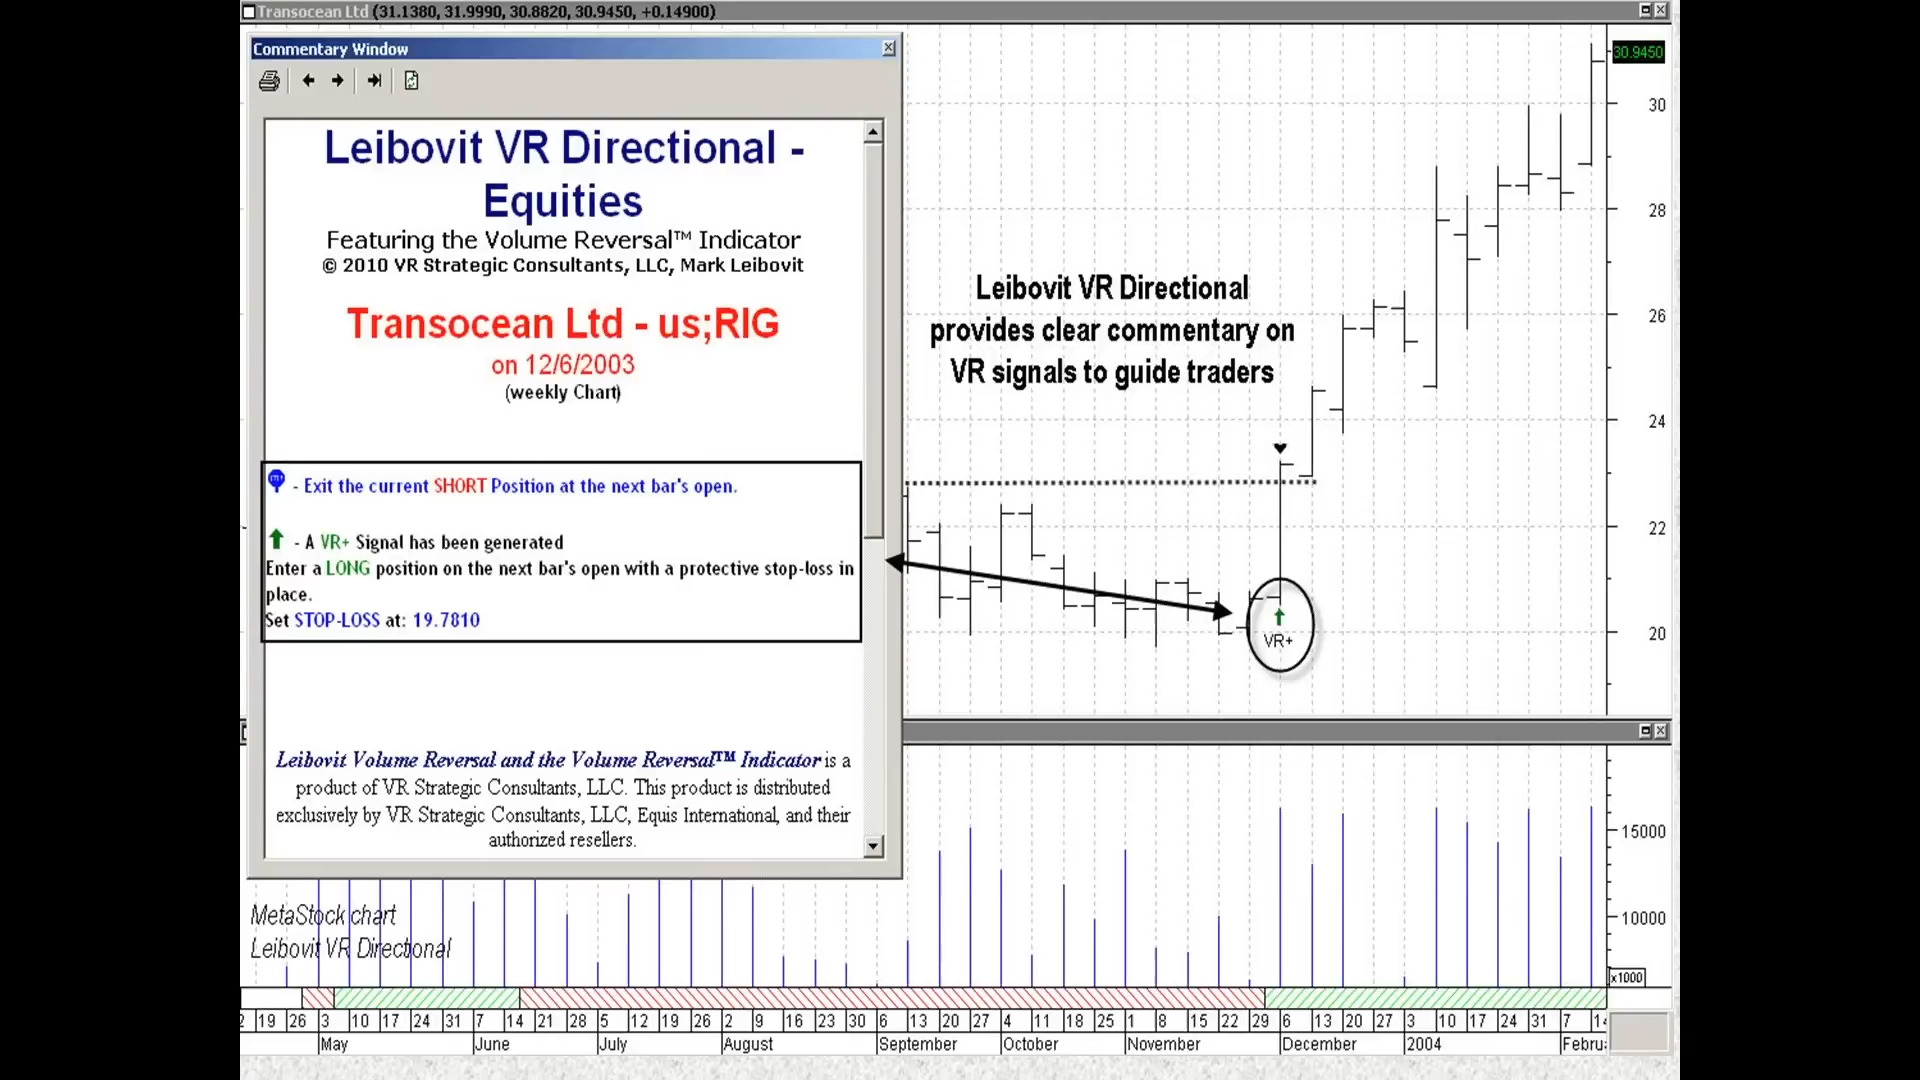 Transocean Ltd (31.1380, 31.9990, 30.8820, 30.9450, +0.14900)
Commentary Window
Leibovit VR Directional -
Equities
Featuring the Volume Reversal™ Indicator
© 2010 VR Strategic Consultants, LLC, Mark Leibovit
Transocean Ltd - us;RIG
on 12/6/2003
(weekly Chart)
- Exit the current SHORT Position at the next bar's open.
- A VR+ Signal has been generated
Enter a LONG position on the next bar's open with a protective stop-loss in
place.
Set STOP-LOSS at: 19.7810
Leibovit Volume Reversal and the Volume Reversal™ Indicator is a
product of VR Strategic Consultants, LLC. This product is distributed
exclusively by VR Strategic Consultants, LLC, Equis International, and their
authorized resellers.
Leibovit VR Directional
provides clear commentary on
VR signals to guide traders
VR+
30.9450
30
28
26
24
22
20
15000
10000
x1000
MetaStock chart
Leibovit VR Directional
2 19 26 3 10 17 24 31 7 14 21 28 5 12 19 26 2 9 16 23 30 6 13 20 27 4 11 18 25 1 8 15 22 29 6 13 20 27 3 10 17 24 31 7
May June July August September October November December 2004